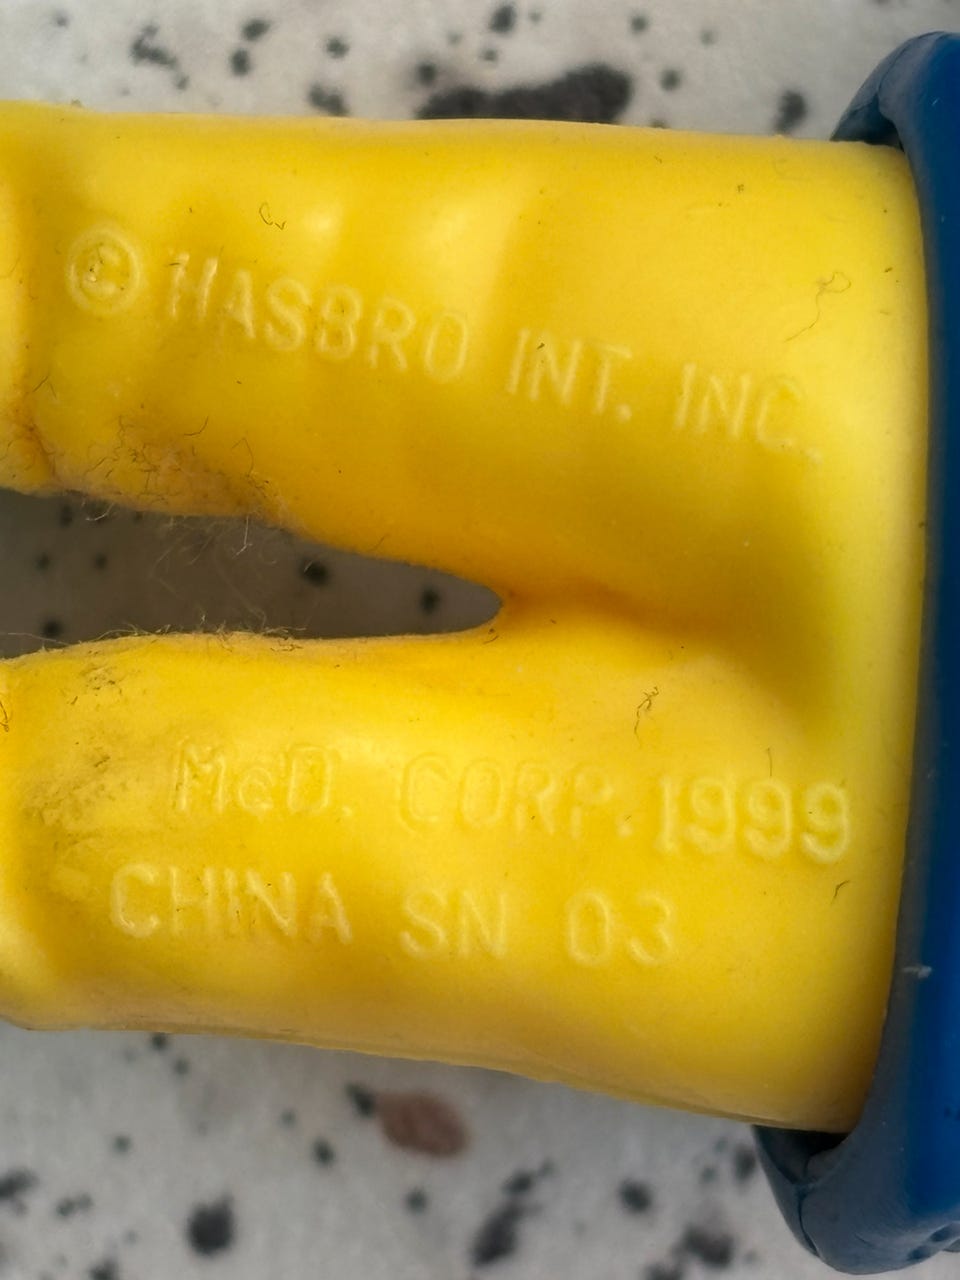 © HASBRO INT. INC.
McD. CORP. 1999
CHINA SN 03